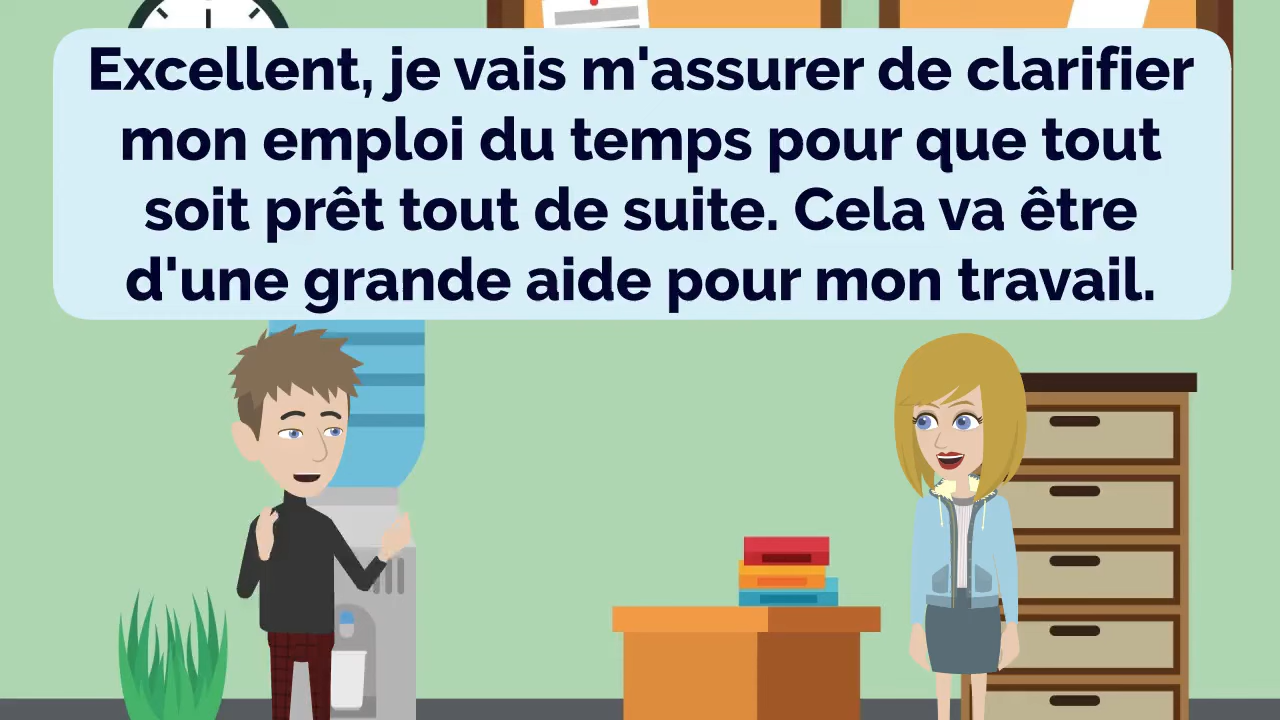 Excellent, je vais m'assurer de clarifier
mon emploi du temps pour que tout
soit prêt tout de suite. Cela va être
d'une grande aide pour mon travail.